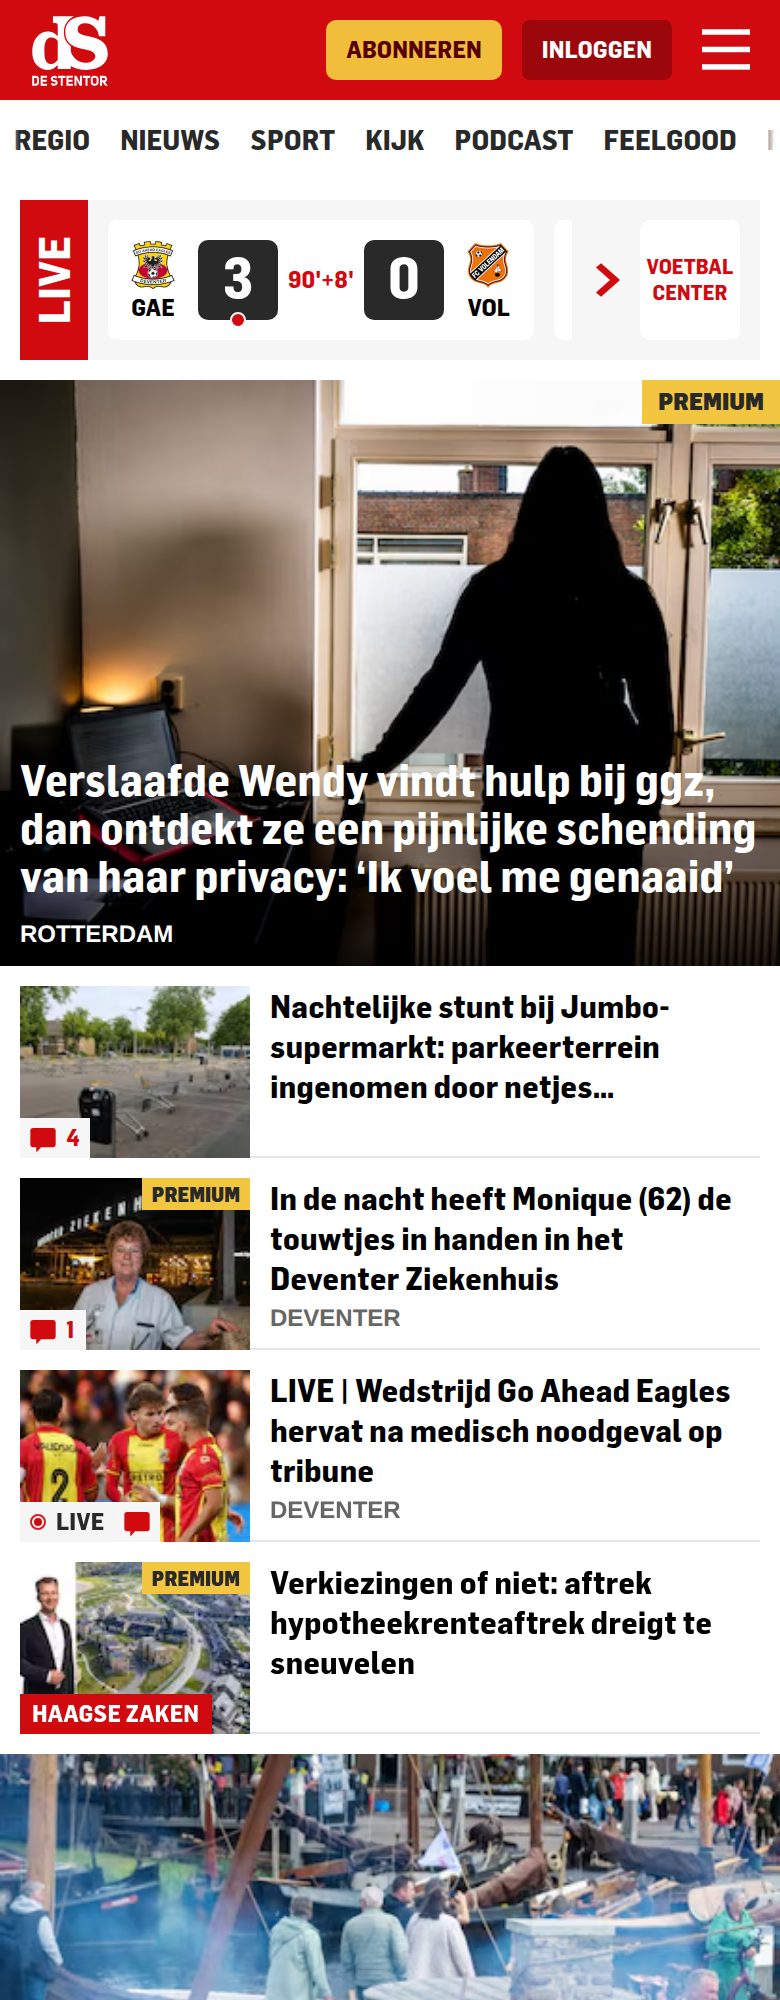 dS
DE STENTOR
ABONNEREN
INLOGGEN
REGIO NIEUWS SPORT KIJK PODCAST FEELGOOD
LIVE
GAE
3
90'+8'
0
VOL
VOETBAL
CENTER
PREMIUM
Verslaafde Wendy vindt hulp bij ggz,
dan ontdekt ze een pijnlijke schending
van haar privacy: ‘Ik voel me genaaid’
ROTTERDAM
Nachtelijke stunt bij Jumbo-
supermarkt: parkeerterrein
ingenomen door netjes...
4
PREMIUM
In de nacht heeft Monique (62) de
touwtjes in handen in het
Deventer Ziekenhuis
DEVENTER
1
LIVE | Wedstrijd Go Ahead Eagles
hervat na medisch noodgeval op
tribune
DEVENTER
2
LIVE
PREMIUM
Verkiezingen of niet: aftrek
hypotheekrenteaftrek dreigt te
sneuvelen
HAAGSE ZAKEN